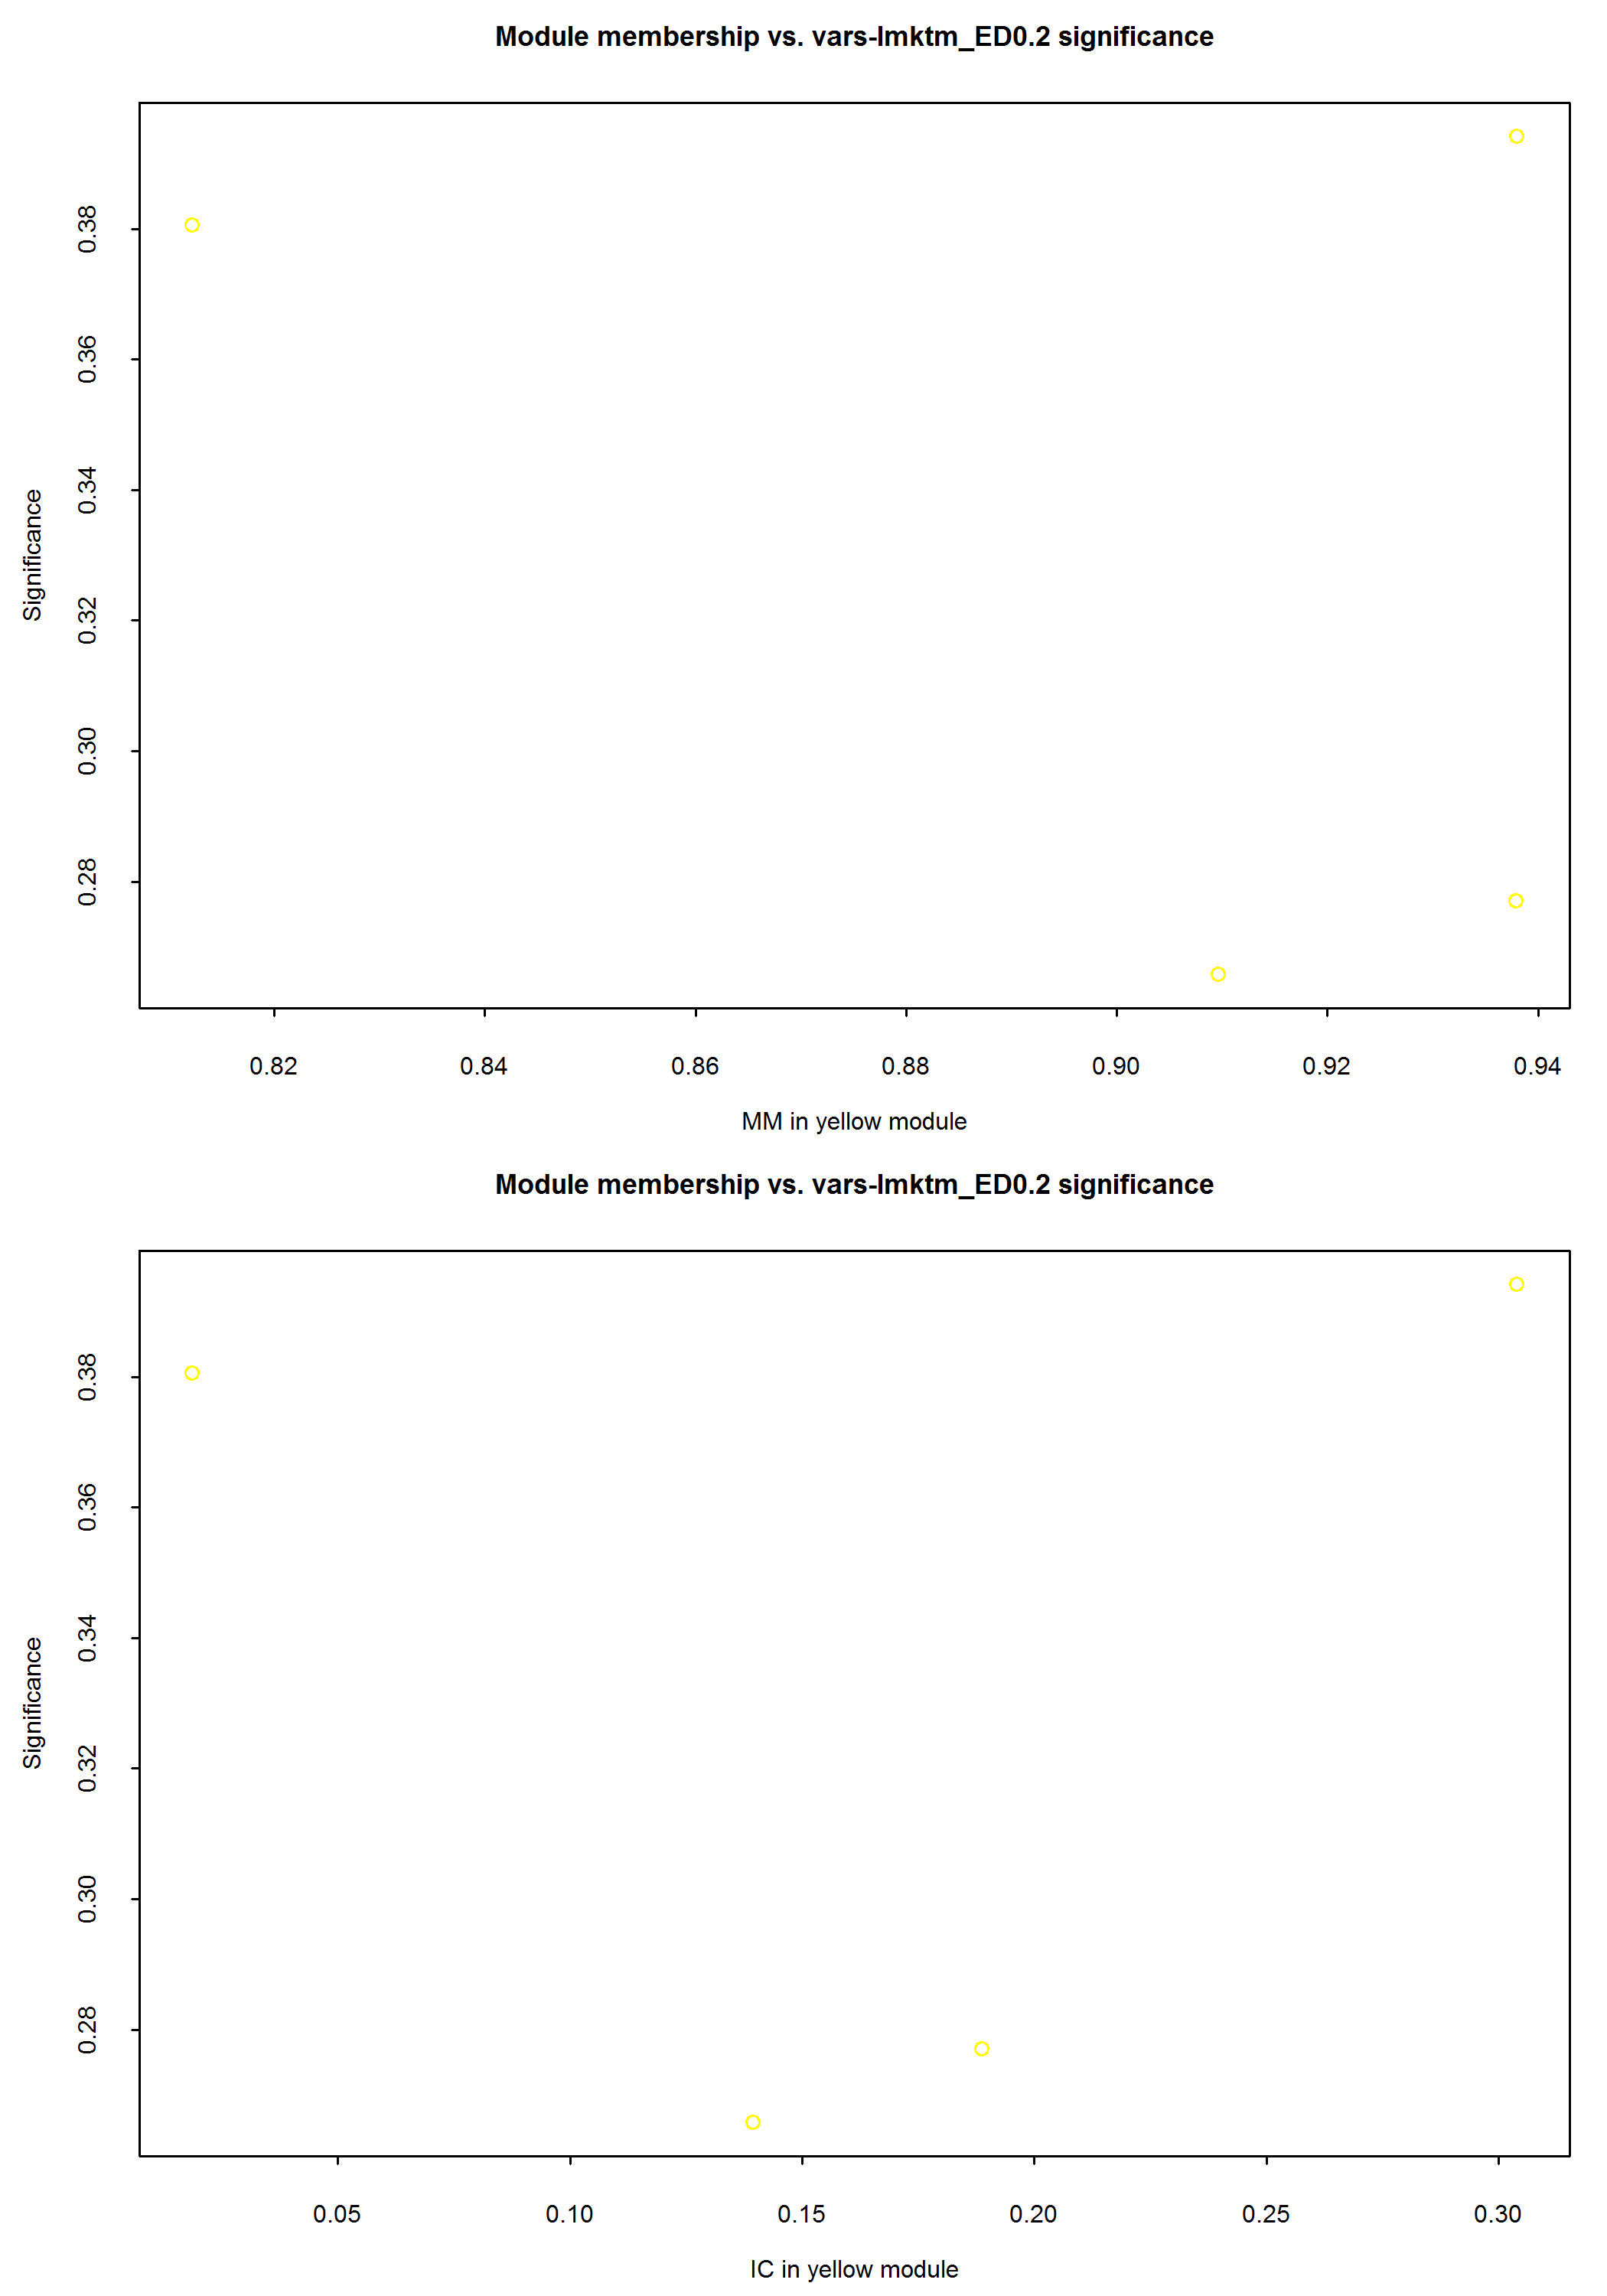 Module membership vs. vars-lmktm_ED0.2 significance
0.38
0.36
0.34
0.32
0.30
0.28
Significance
0.82 0.84 0.86 0.88 0.90 0.92 0.94
MM in yellow module
Module membership vs. vars-lmktm_ED0.2 significance
0.38
0.36
0.34
0.32
0.30
0.28
Significance
0.05 0.10 0.15 0.20 0.25 0.30
IC in yellow module